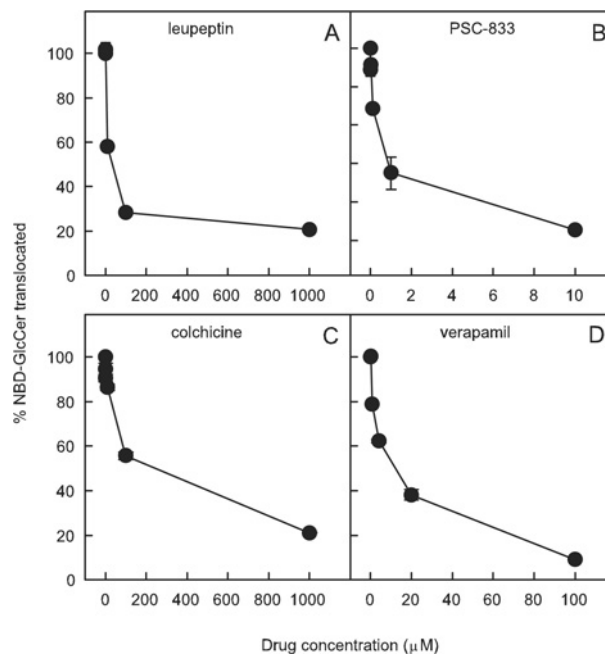 leupeptin A
PSC-833 B
100
80
60
40
20
0
0 200 400 600 800 1000
0 2 4 6 8 10
% NBD-GlcCer translocated
colchicine C
verapamil D
100
80
60
40
20
0
0 200 400 600 800 1000
0 20 40 60 80 100
Drug concentration (μM)